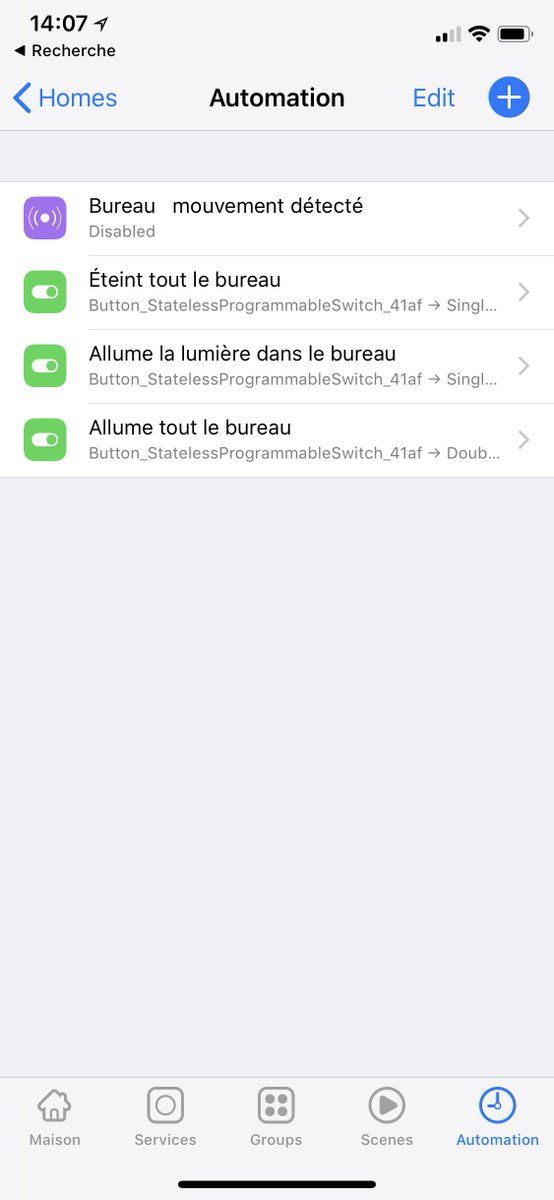 14:07
Recherche
Homes
Automation
Edit
Bureau mouvement détecté
Disabled
Éteint tout le bureau
Button_StatelessProgrammableSwitch_41af → Singl...
Allume la lumière dans le bureau
Button_StatelessProgrammableSwitch_41af → Singl...
Allume tout le bureau
Button_StatelessProgrammableSwitch_41af → Doub...
Maison
Services
Groups
Scenes
Automation